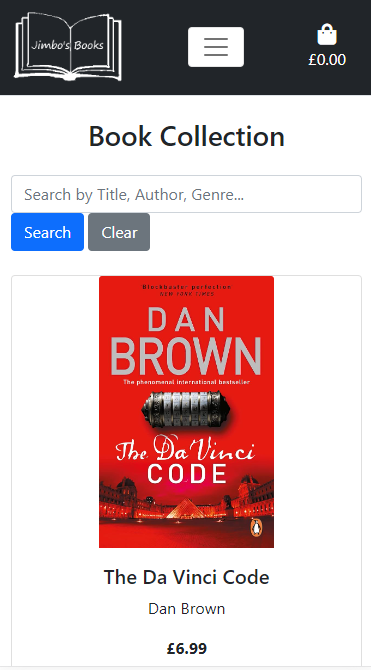 Jimbo's Books
£0.00
Book Collection
Search by Title, Author, Genre...
Search Clear
Blockbuster perfection
NEW YORK TIMES
DAN
BROWN
The phenomenal international bestseller
The Da Vinci
CODE
The Da Vinci Code
Dan Brown
£6.99